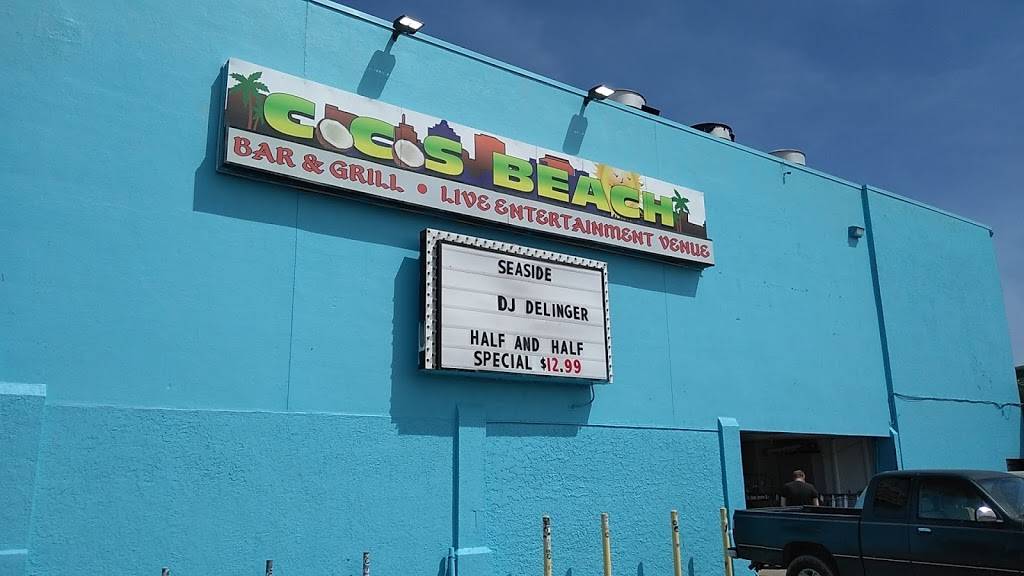 COCOS BEACH
BAR & GRILL • LIVE ENTERTAINMENT VENUE
SEASIDE
DJ DELINGER
HALF AND HALF
SPECIAL $12.99